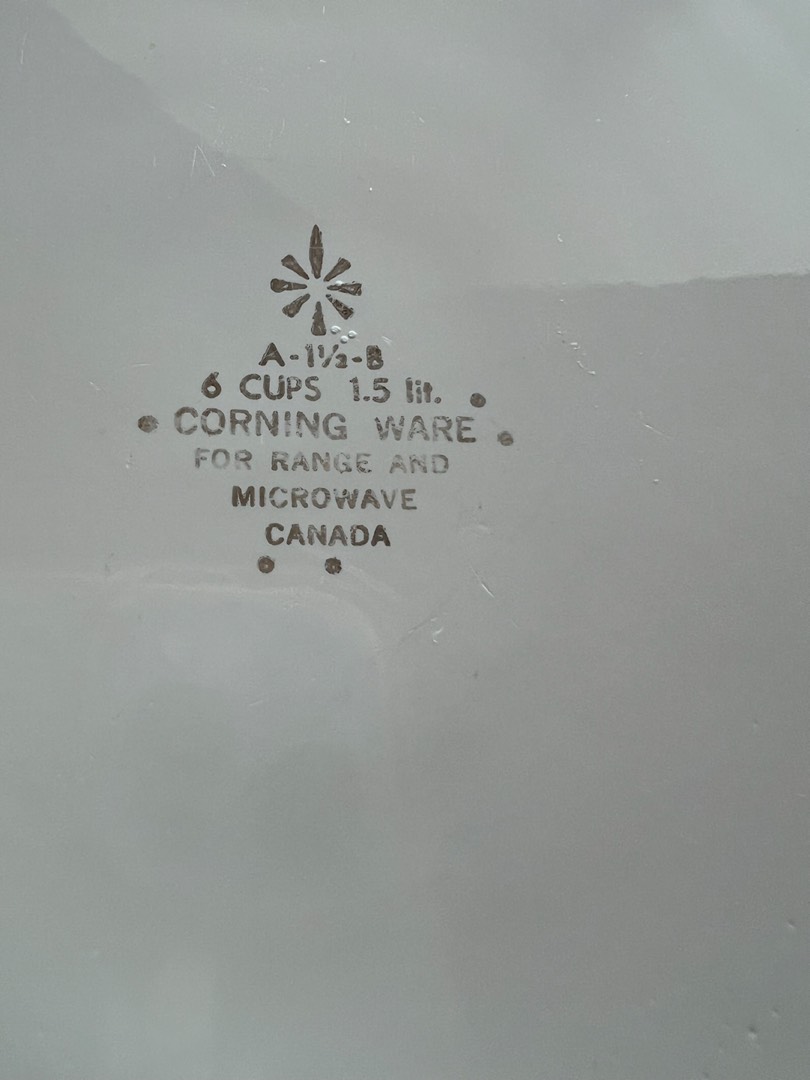 A-1½-B
6 CUPS 1.5 lit.
CORNING WARE
FOR RANGE AND
MICROWAVE
CANADA